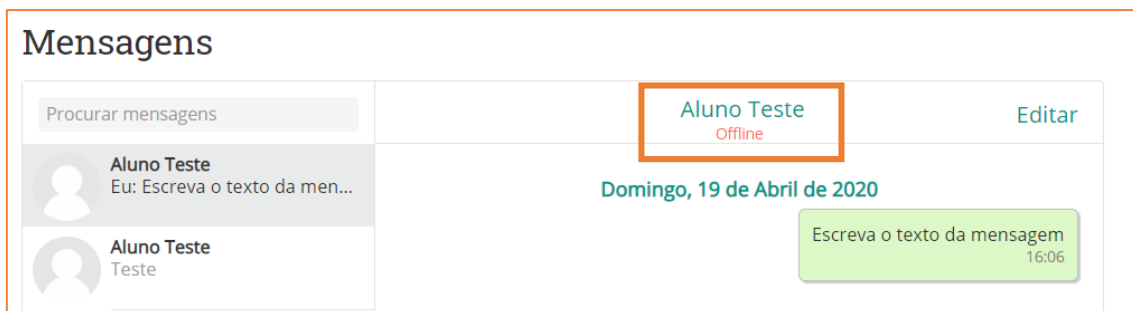 Mensagens
Procurar mensagens
Aluno Teste
Eu: Escreva o texto da men...
Aluno Teste
Teste
Aluno Teste
Offline
Editar
Domingo, 19 de Abril de 2020
Escreva o texto da mensagem
16:06